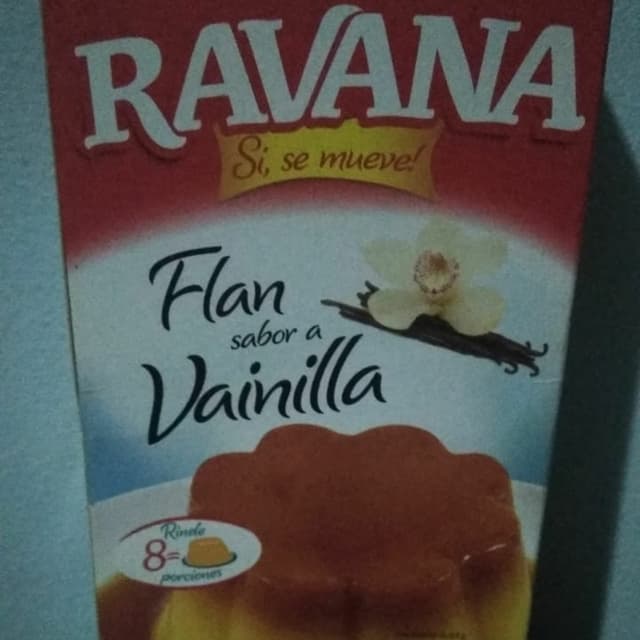 RAVANA
Si, se mueve!
Flan
sabor a
Vainilla
Rinde
8=
porciones